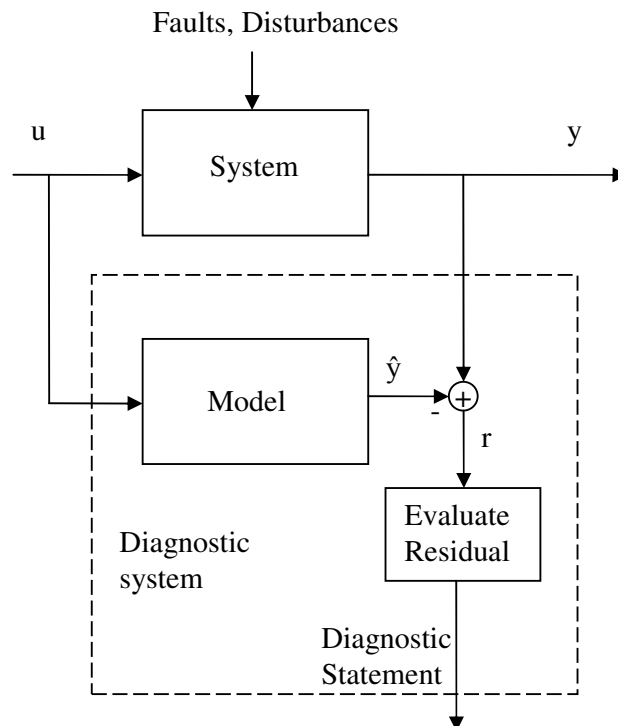 Faults, Disturbances
u
y
System
ŷ
Model
-
+
r
Evaluate
Residual
Diagnostic
system
Diagnostic
Statement